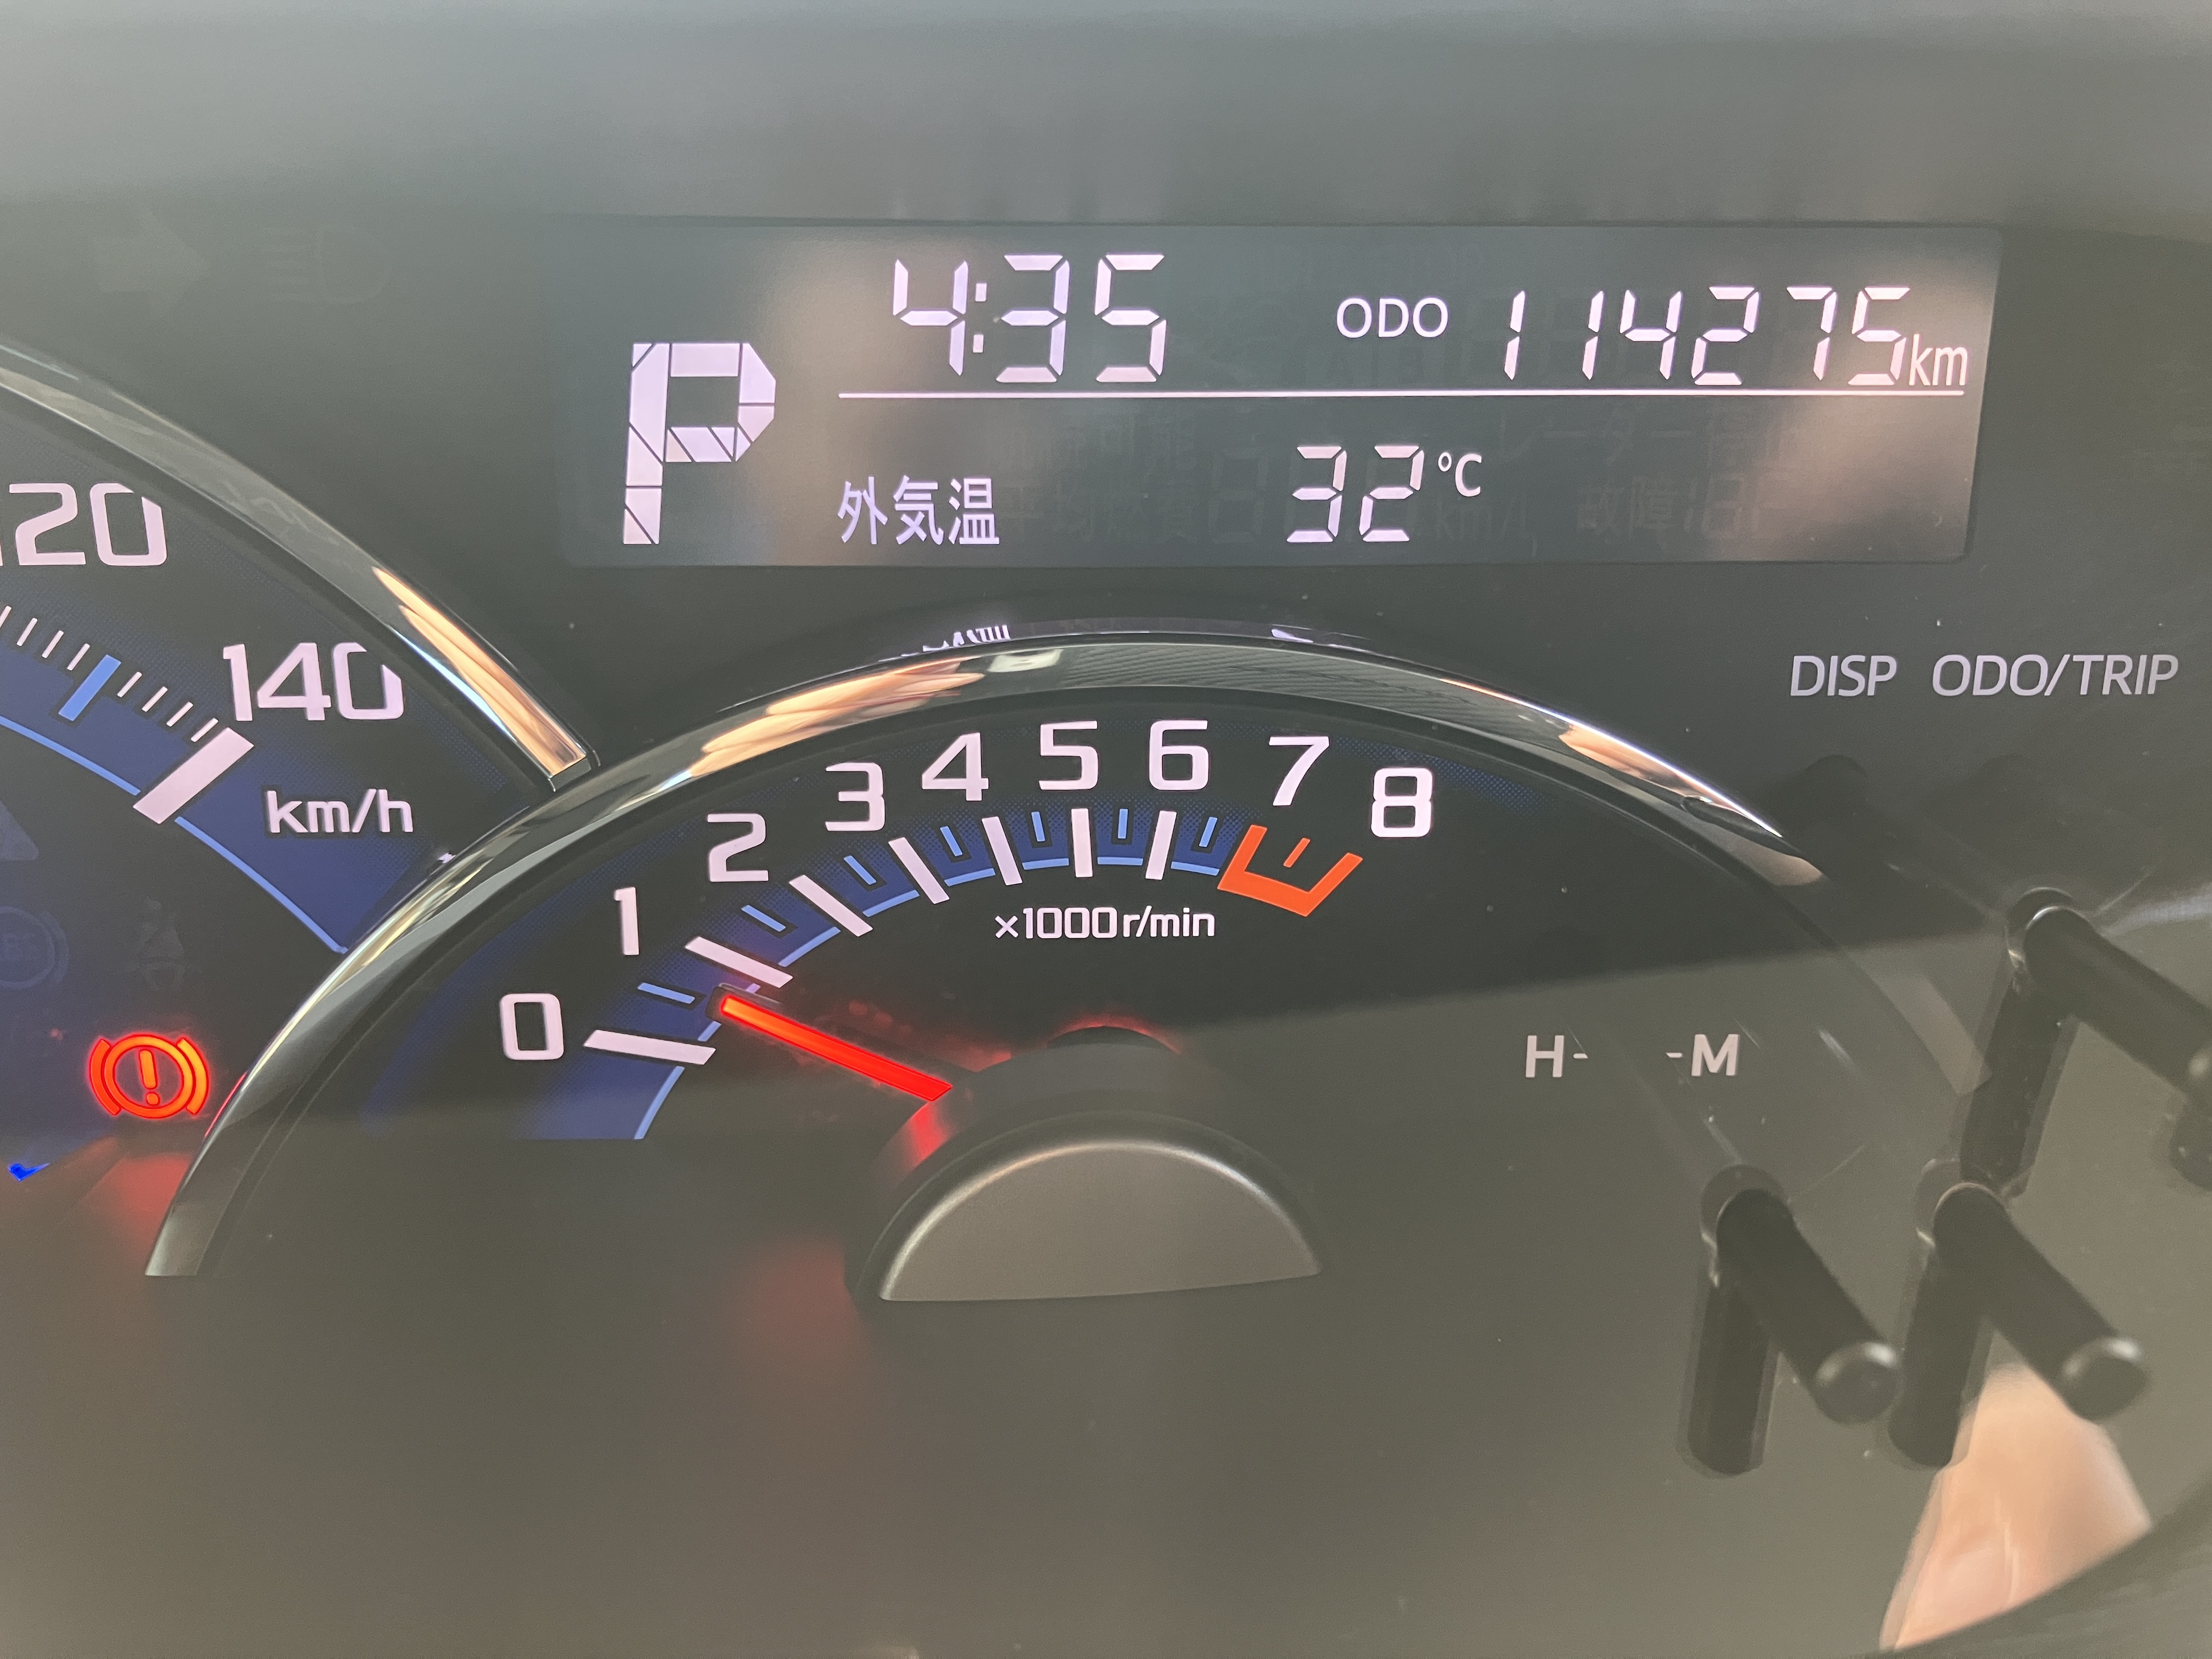 4:35 ODO 114275km
P
外気温 32℃
120
140
km/h
DISP ODO/TRIP
0 1 2 3 4 5 6 7 8
×1000r/min
H- -M